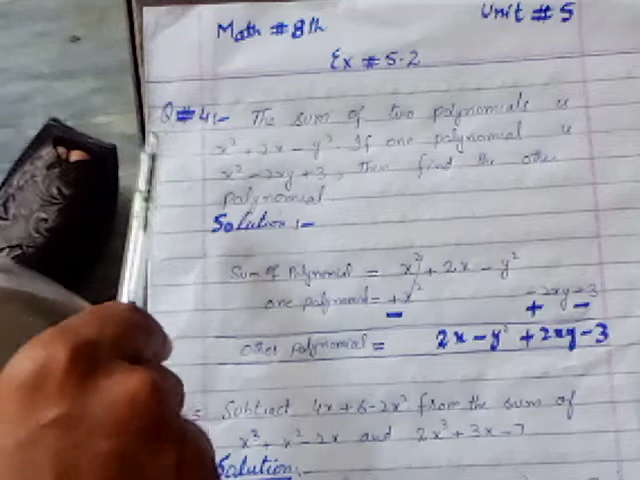 Math # 8th
Unit # 5
Ex # 5.2
Q#4:- The sum of two polynomials is
x² + 2x - y². If one polynomial is
x² - 2xy + 3, Then find the other
polynomial.
Solution:-
Sum of Polynomial = + 2x - y²
one polynomial = + x² - 2xy + 3
- + -
Other polynomial = 2x - y² + 2xy - 3
Subtract 4x + 6 - 2x² from the sum of
x³ + x² - 2x and 2x³ + 3x - 7
Solution:-